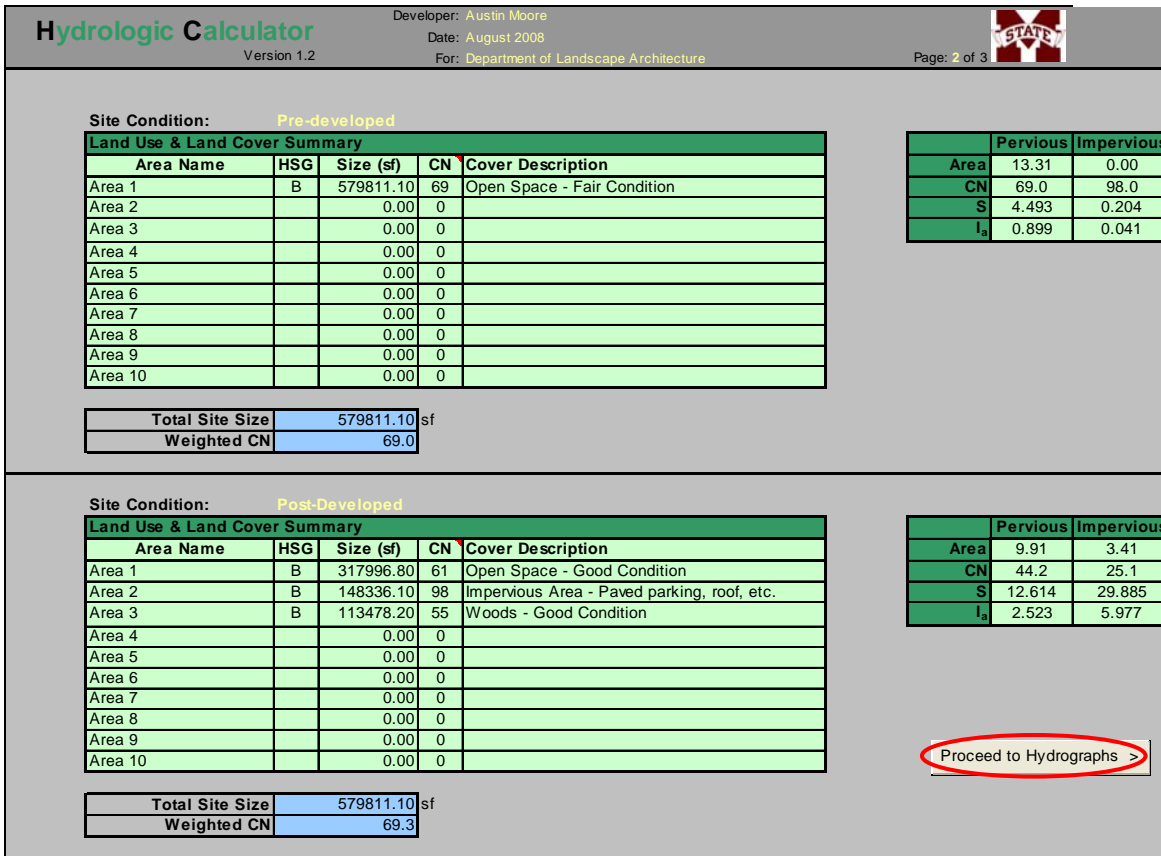 Developer: Austin Moore
Hydrologic Calculator
Date: August 2008
Version 1.2
For: Department of Landscape Architecture
Page: 2 of 3
STATE
Site Condition: Pre-developed
Land Use & Land Cover Summary
Area Name HSG Size (sf) CN Cover Description
Area 1 B 579811.10 69 Open Space - Fair Condition
Area 2 0.00 0
Area 3 0.00 0
Area 4 0.00 0
Area 5 0.00 0
Area 6 0.00 0
Area 7 0.00 0
Area 8 0.00 0
Area 9 0.00 0
Area 10 0.00 0
Pervious Impervious
Area 13.31 0.00
CN 69.0 98.0
S 4.493 0.204
Ia 0.899 0.041
Total Site Size 579811.10 sf
Weighted CN 69.0
Site Condition: Post-Developed
Land Use & Land Cover Summary
Area Name HSG Size (sf) CN Cover Description
Area 1 B 317996.80 61 Open Space - Good Condition
Area 2 B 148336.10 98 Impervious Area - Paved parking, roof, etc.
Area 3 B 113478.20 55 Woods - Good Condition
Area 4 0.00 0
Area 5 0.00 0
Area 6 0.00 0
Area 7 0.00 0
Area 8 0.00 0
Area 9 0.00 0
Area 10 0.00 0
Pervious Impervious
Area 9.91 3.41
CN 44.2 25.1
S 12.614 29.885
Ia 2.523 5.977
Proceed to Hydrographs >
Total Site Size 579811.10 sf
Weighted CN 69.3